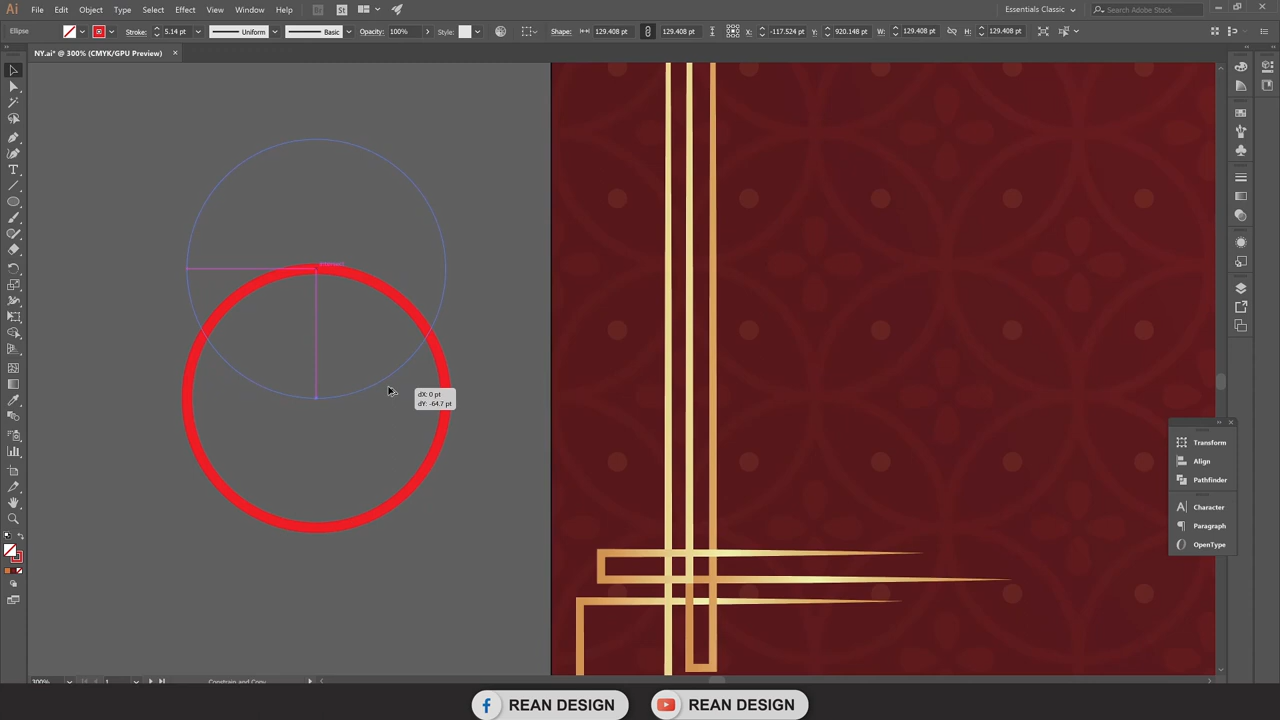 Ai File Edit Object Type Select Effect View Window Help Br St Essentials Classic Search Adobe Stock
Ellipse Stroke: 5.14 pt Uniform Basic Opacity: 100% Style: Shape: 129.408 pt 129.408 pt X: -117.524 pt Y: 920.148 pt W: 129.408 pt H: 129.408 pt
NY.ai* @ 300% (CMYK/GPU Preview) ×
dX: 0 pt
dY: -64.7 pt
Transform
Align
Pathfinder
Character
Paragraph
OpenType
300% 1 Constrain and Copy
REAN DESIGN REAN DESIGN